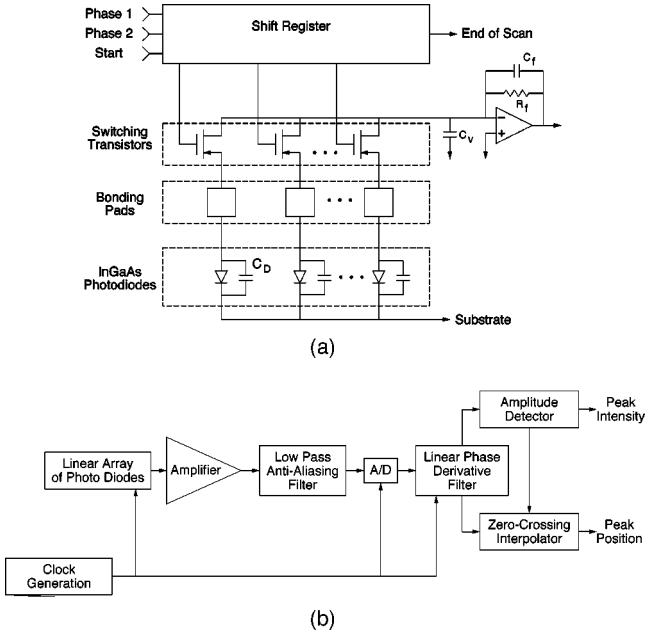 Phase 1
Phase 2
Start
Shift Register
End of Scan
Cf
Rf
Switching
Transistors
Cv
−
+
Bonding
Pads
InGaAs
Photodiodes
CD
Substrate
(a)
Amplitude
Detector
Peak
Intensity
Linear Array
of Photo Diodes
Amplifier
Low Pass
Anti-Aliasing
Filter
A/D
Linear Phase
Derivative
Filter
Zero-Crossing
Interpolator
Peak
Position
Clock
Generation
(b)